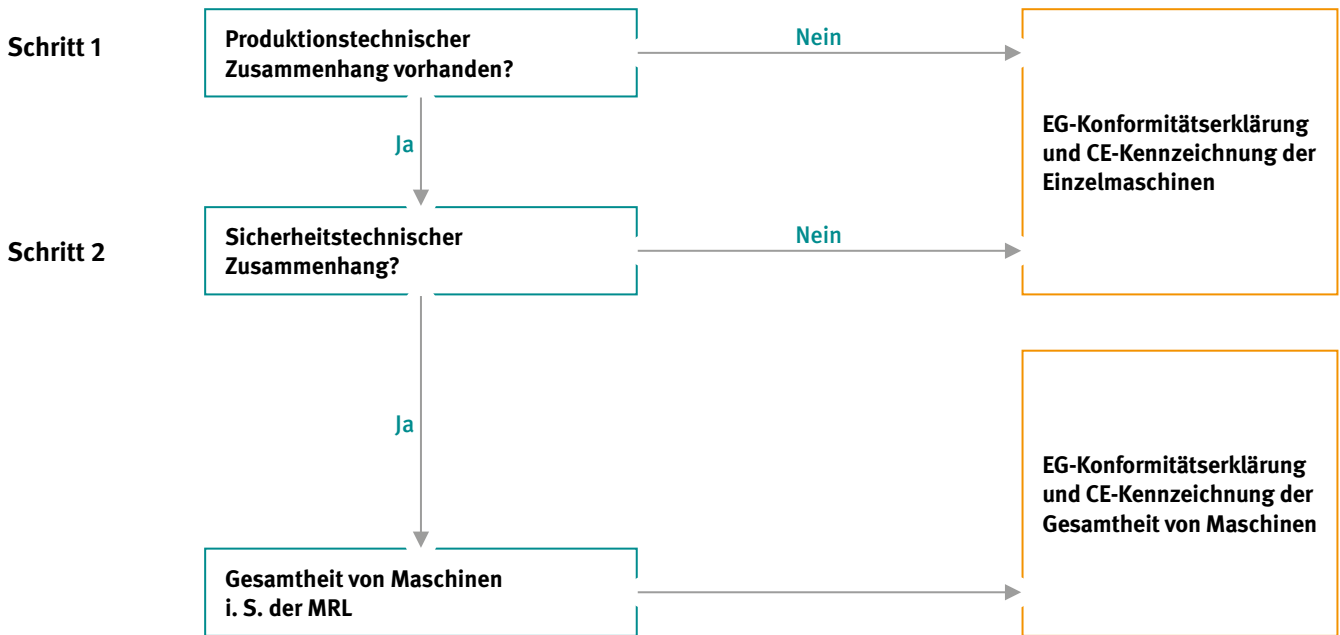 Schritt 1
Produktionstechnischer
Zusammenhang vorhanden?
Nein
EG-Konformitätserklärung
und CE-Kennzeichnung der
Einzelmaschinen
Ja
Schritt 2
Sicherheitstechnischer
Zusammenhang?
Nein
Ja
EG-Konformitätserklärung
und CE-Kennzeichnung der
Gesamtheit von Maschinen
Gesamtheit von Maschinen
i. S. der MRL